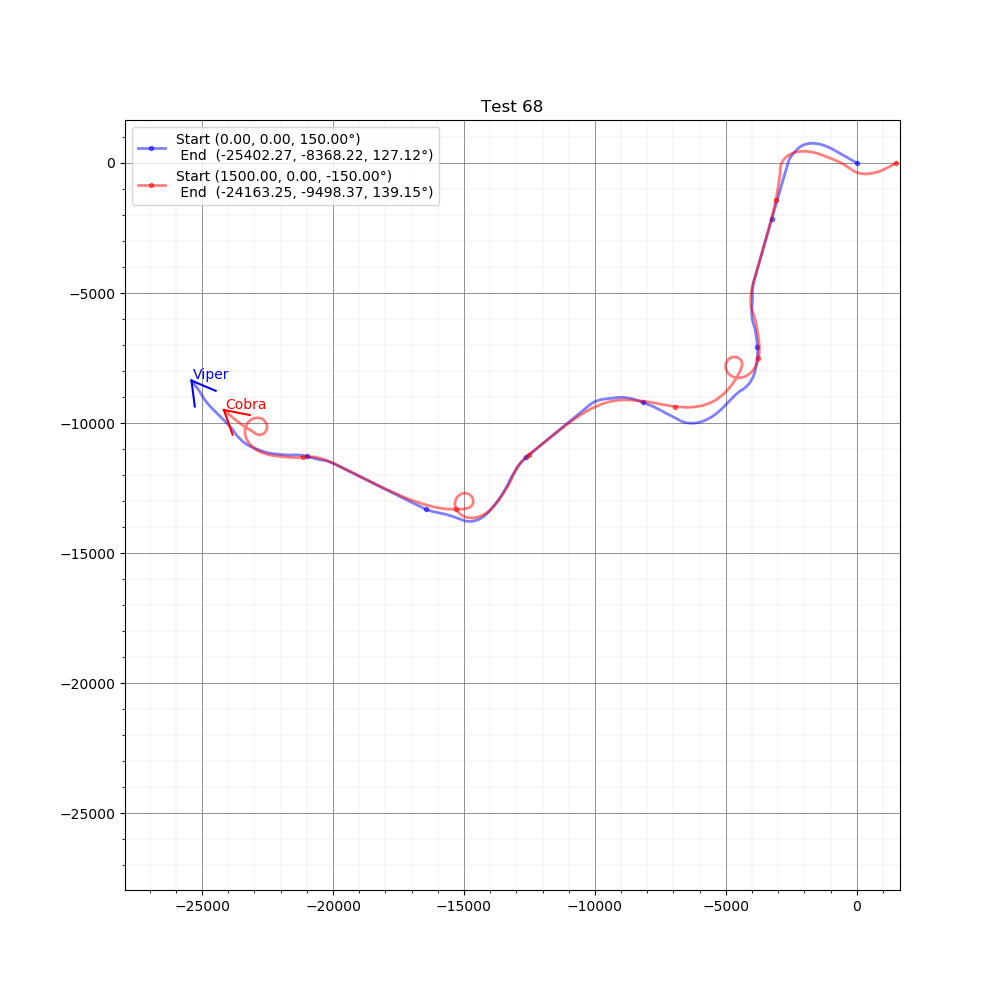 Test 68
Start (0.00, 0.00, 150.00°)
End (-25402.27, -8368.22, 127.12°)
Start (1500.00, 0.00, -150.00°)
End (-24163.25, -9498.37, 139.15°)
0
−5000
−10000
−15000
−20000
−25000
Viper
Cobra
−25000 −20000 −15000 −10000 −5000 0